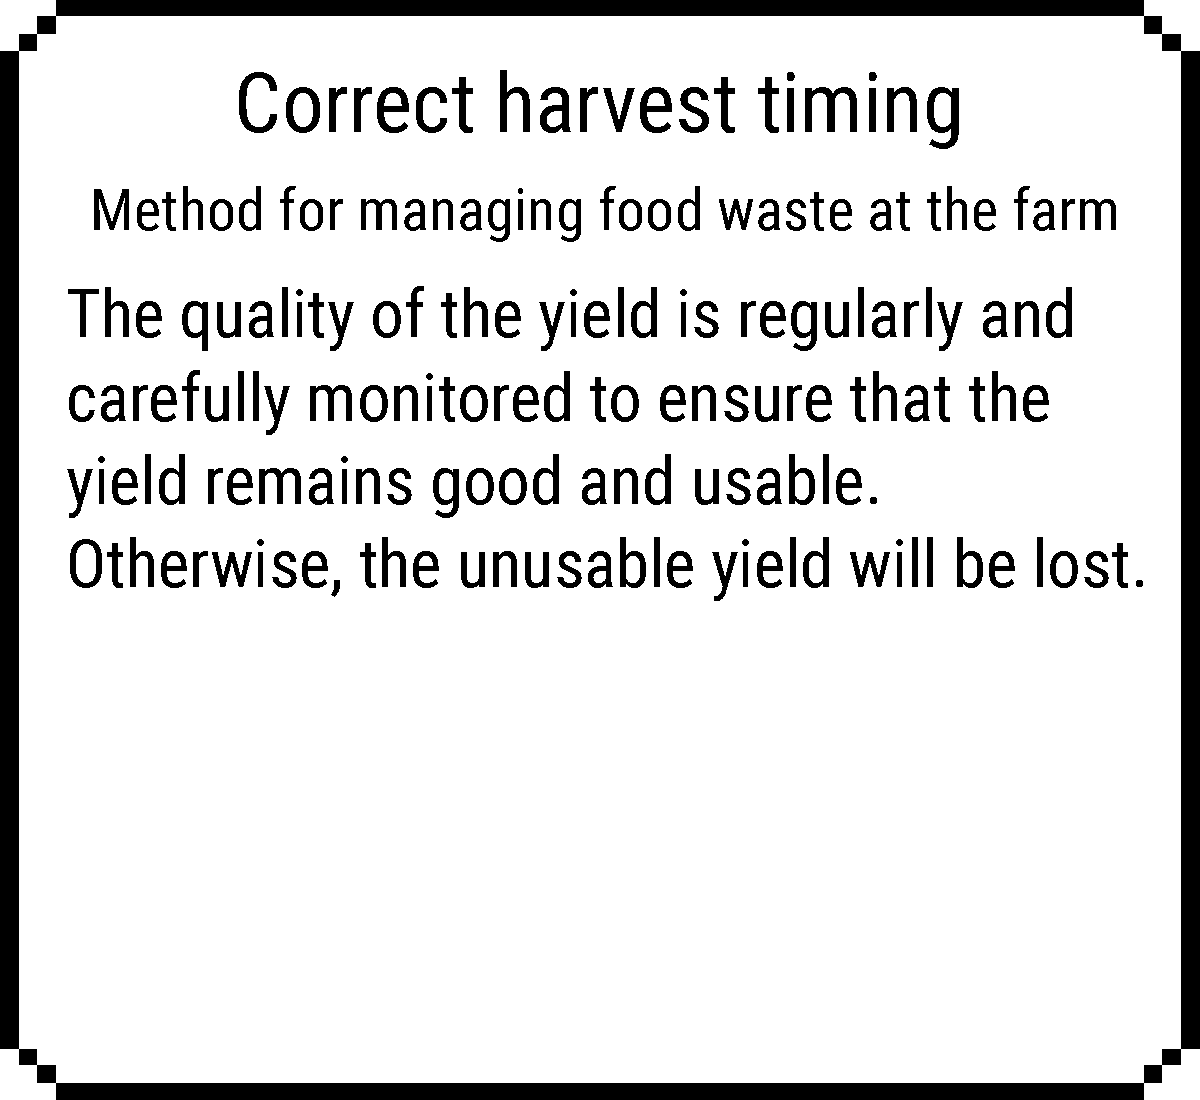 Correct harvest timing
Method for managing food waste at the farm
The quality of the yield is regularly and
carefully monitored to ensure that the
yield remains good and usable.
Otherwise, the unusable yield will be lost.